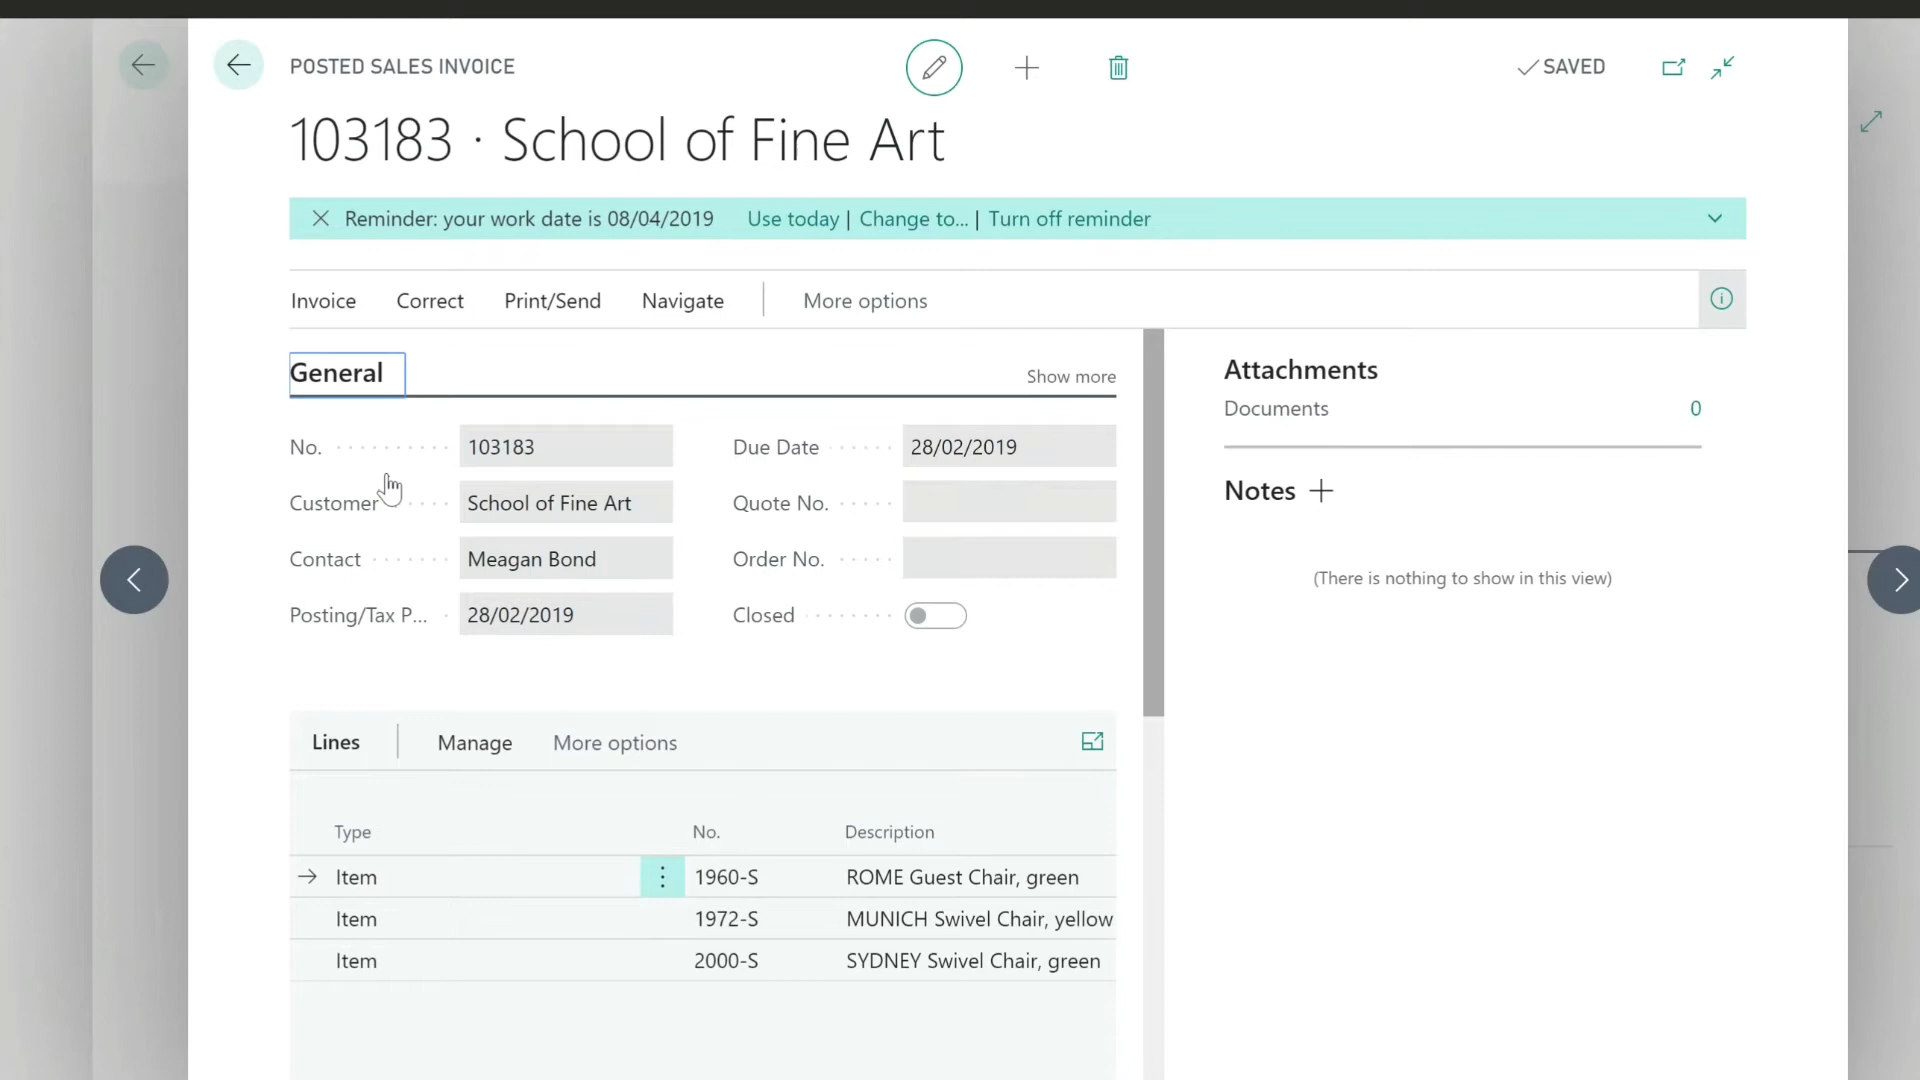 POSTED SALES INVOICE
SAVED
103183 · School of Fine Art
Reminder: your work date is 08/04/2019 Use today | Change to... | Turn off reminder
Invoice Correct Print/Send Navigate More options
General Show more
No. 103183 Due Date 28/02/2019
Customer School of Fine Art Quote No.
Contact Meagan Bond Order No.
Posting/Tax P... 28/02/2019 Closed
Attachments
Documents 0
Notes
(There is nothing to show in this view)
Lines Manage More options
Type No. Description
Item 1960-S ROME Guest Chair, green
Item 1972-S MUNICH Swivel Chair, yellow
Item 2000-S SYDNEY Swivel Chair, green